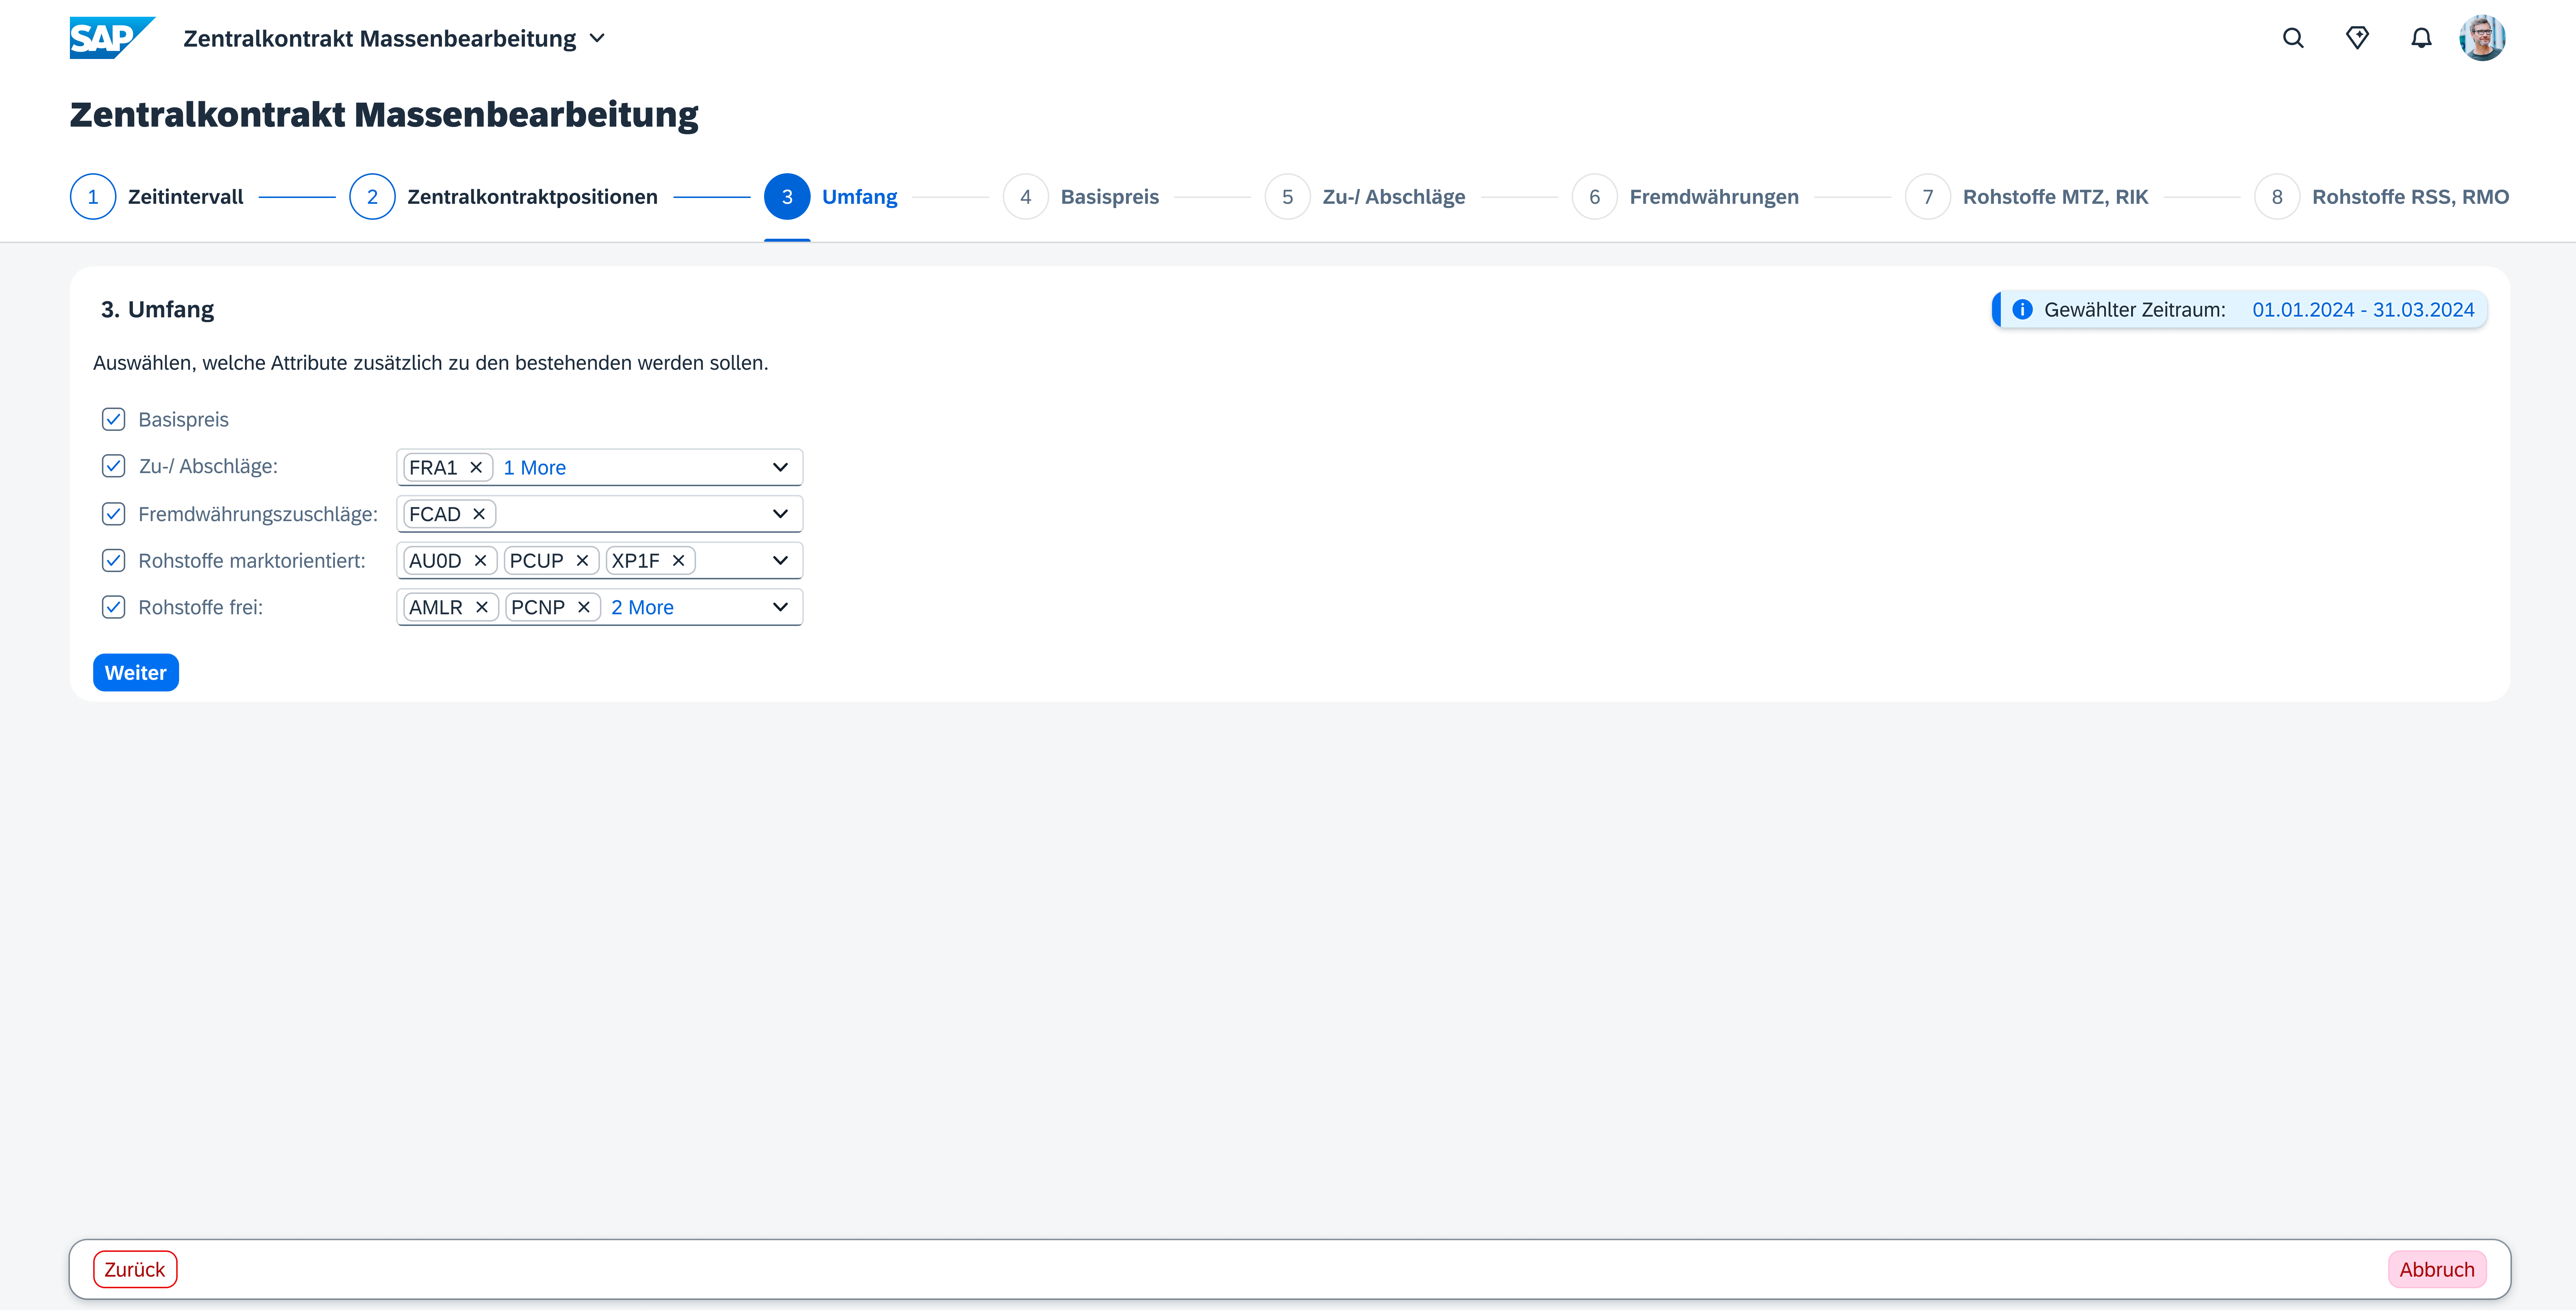 SAP Zentralkontrakt Massenbearbeitung
Zentralkontrakt Massenbearbeitung
1 Zeitintervall 2 Zentralkontraktpositionen 3 Umfang 4 Basispreis 5 Zu-/ Abschläge 6 Fremdwährungen 7 Rohstoffe MTZ, RIK 8 Rohstoffe RSS, RMO
3. Umfang Gewählter Zeitraum: 01.01.2024 - 31.03.2024
Auswählen, welche Attribute zusätzlich zu den bestehenden werden sollen.
Basispreis
Zu-/ Abschläge: FRA1 1 More
Fremdwährungszuschläge: FCAD
Rohstoffe marktorientiert: AU0D PCUP XP1F
Rohstoffe frei: AMLR PCNP 2 More
Weiter
Zurück Abbruch